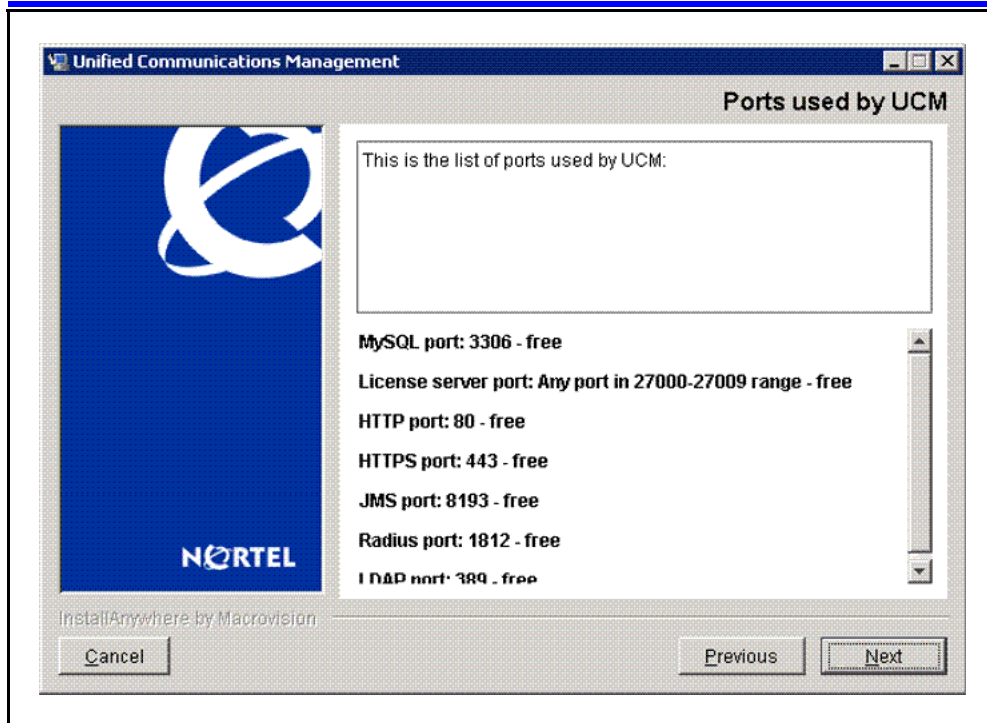 Unified Communications Management
Ports used by UCM
This is the list of ports used by UCM:
MySQL port: 3306 - free
License server port: Any port in 27000-27009 range - free
HTTP port: 80 - free
HTTPS port: 443 - free
JMS port: 8193 - free
Radius port: 1812 - free
LDAP port: 389 - free
NORTEL
InstallAnywhere by Macrovision
Cancel
Previous
Next